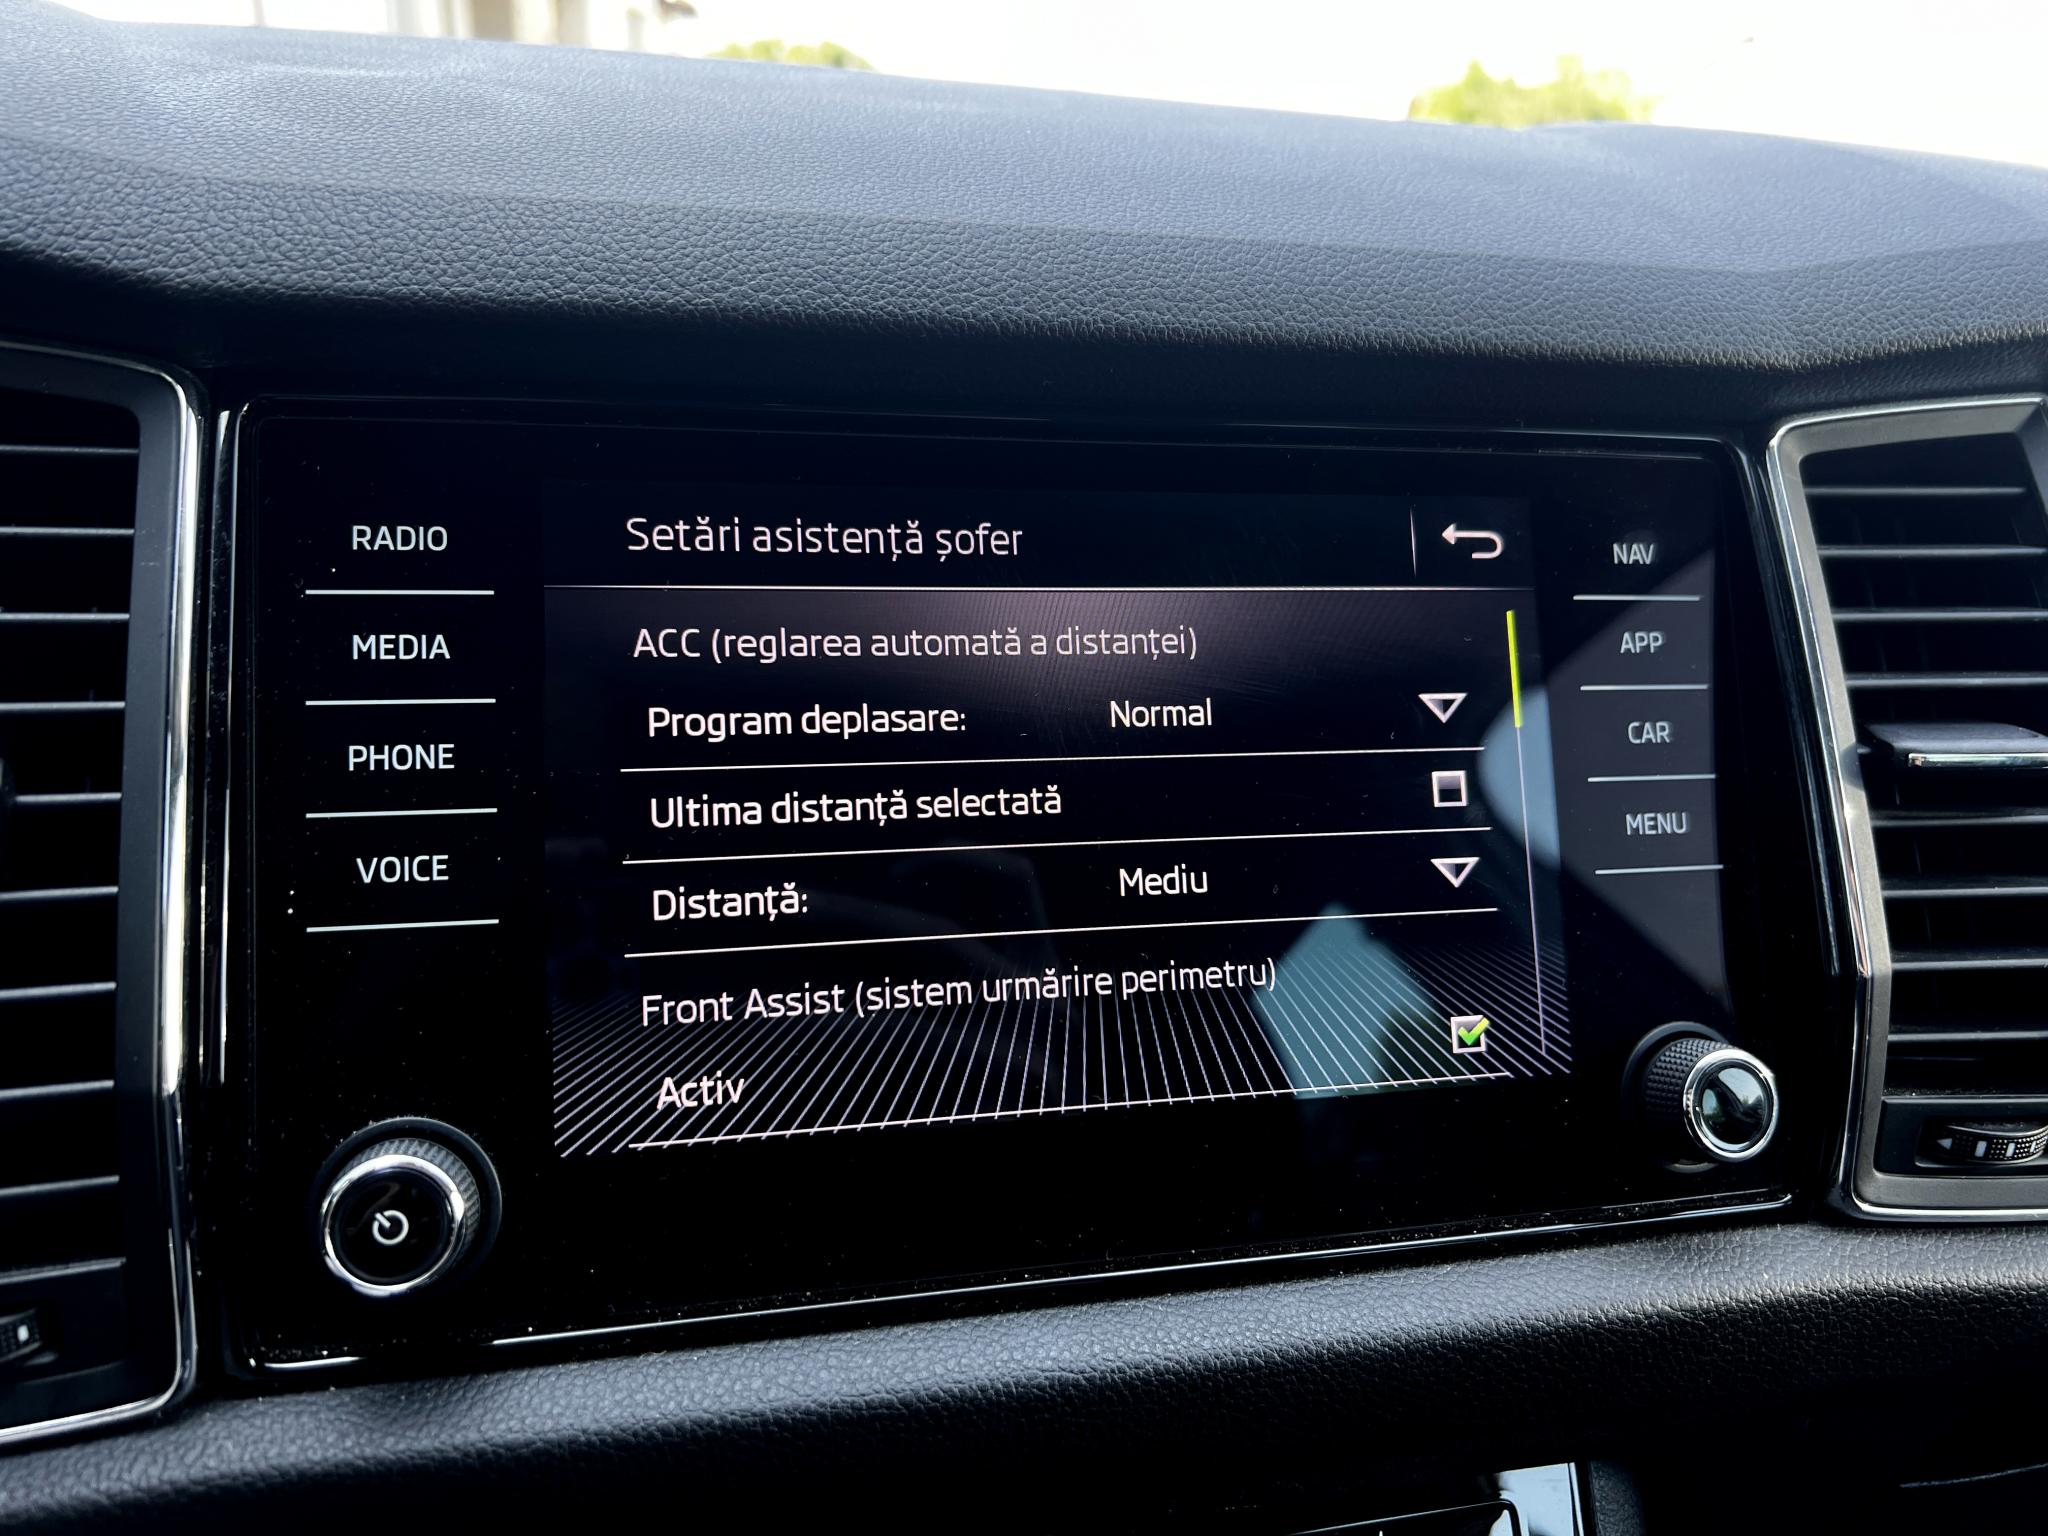 RADIO
MEDIA
PHONE
VOICE
Setări asistență șofer
ACC (reglarea automată a distanței)
Program deplasare: Normal
Ultima distanță selectată
Distanță: Mediu
Front Assist (sistem urmărire perimetru)
Activ
NAV
APP
CAR
MENU